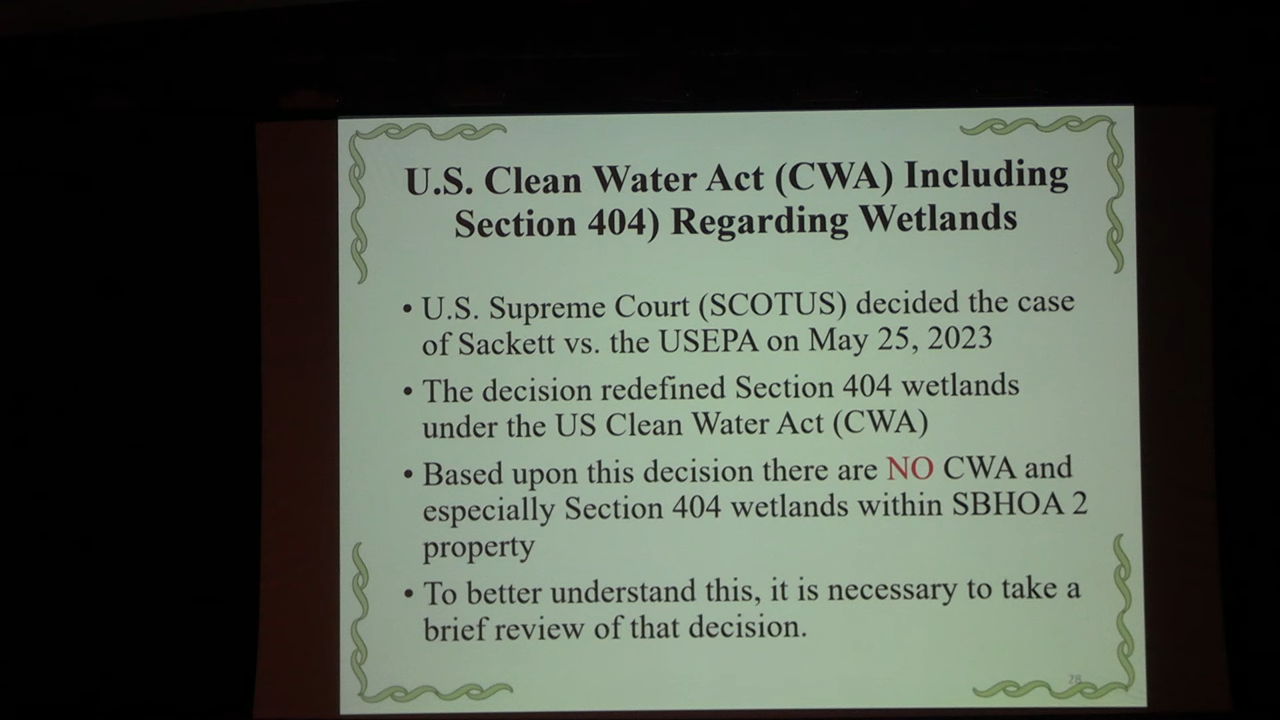 U.S. Clean Water Act (CWA) Including
Section 404) Regarding Wetlands
• U.S. Supreme Court (SCOTUS) decided the case
of Sackett vs. the USEPA on May 25, 2023
• The decision redefined Section 404 wetlands
under the US Clean Water Act (CWA)
• Based upon this decision there are NO CWA and
especially Section 404 wetlands within SBHOA 2
property
• To better understand this, it is necessary to take a
brief review of that decision.
28